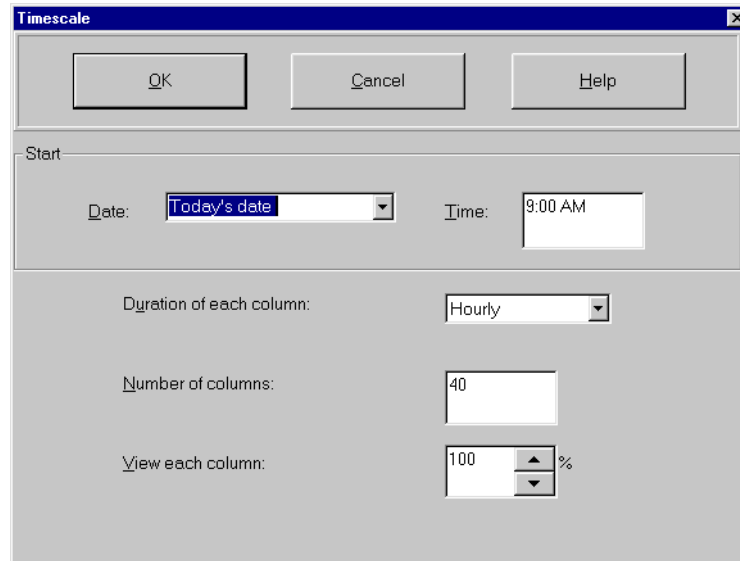 Timescale
OK Cancel Help
Start
Date: Today's date Time: 9:00 AM
Duration of each column: Hourly
Number of columns: 40
View each column: 100 %